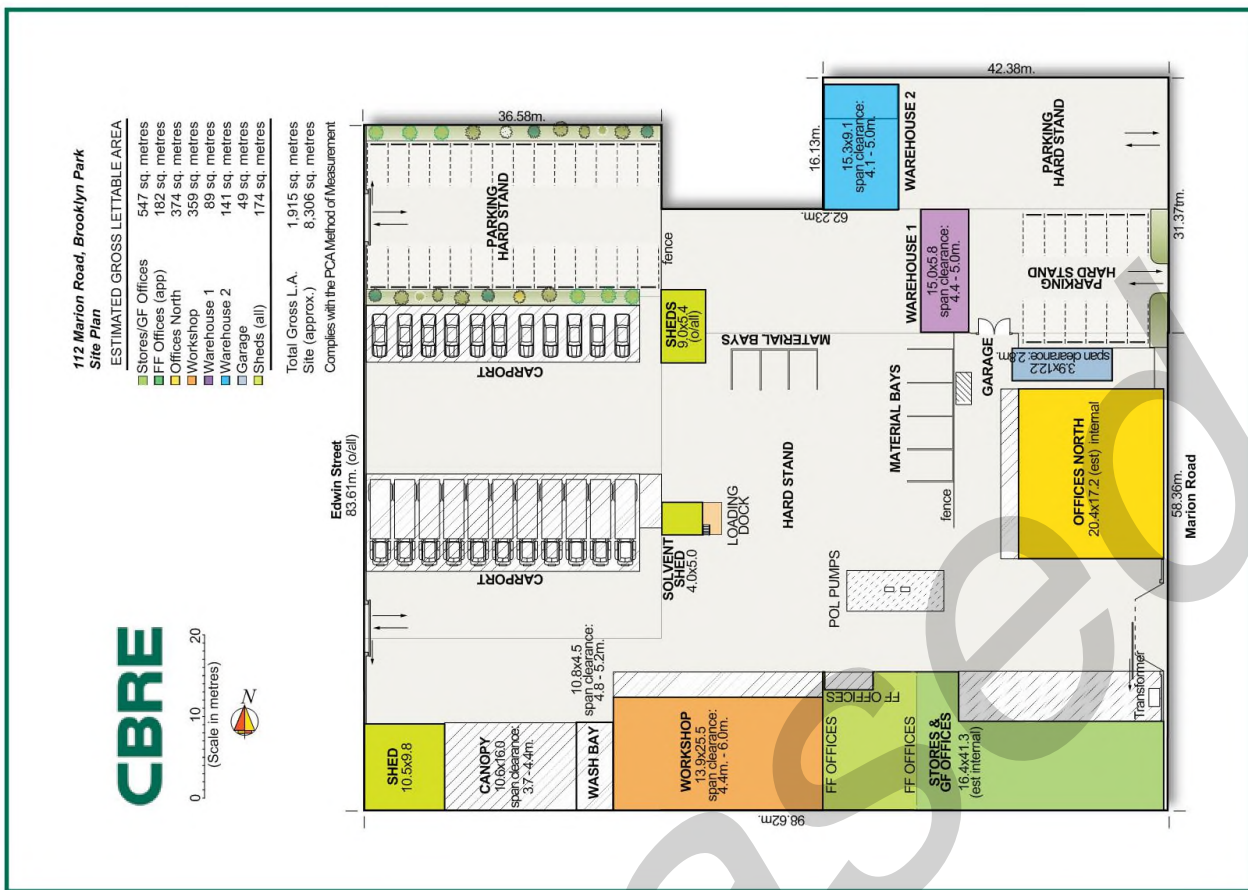 112 Marion Road, Brooklyn Park
Site Plan
ESTIMATED GROSS LETTABLE AREA
Stores/GF Offices 547 sq. metres
FF Offices (app) 182 sq. metres
Offices North 374 sq. metres
Workshop 359 sq. metres
Warehouse 1 89 sq. metres
Warehouse 2 141 sq. metres
Garage 49 sq. metres
Sheds (all) 174 sq. metres
Total Gross L.A. 1,915 sq. metres
Site (approx.) 8,306 sq. metres
Complies with the PCA Method of Measurement
CBRE
0 10 20
(Scale in metres)
N
Edwin Street
83.61m. (o/all)
36.58m.
PARKING
HARD STAND
fence
CARPORT
SHEDS
9.0x5.4
(o/all)
CARPORT
SOLVENT
SHED
4.0x5.0
LOADING
DOCK
MATERIAL BAYS
HARD STAND
MATERIAL BAYS
fence
62.23m.
16.13m.
42.38m.
15.3x9.1
span clearance:
4.1 - 5.0m.
WAREHOUSE 2
PARKING
HARD STAND
WAREHOUSE 1
15.0x5.8
span clearance:
4.4 - 5.0m.
PARKING
HARD STAND
31.37tm.
GARAGE
3.9x12.2
span clearance: 2.8m.
OFFICES NORTH
20.4x17.2 (est) internal
58.36m.
Marion Road
POL PUMPS
Transformer
SHED
10.5x9.8
CANOPY
10.6x16.0
span clearance:
3.7 - 4.4m.
WASH BAY
10.8x4.5
span clearance:
4.8 - 5.2m.
WORKSHOP
13.9x25.5
span clearance:
4.4m. - 6.0m.
FF OFFICES
FF OFFICES
FF OFFICES
STORES &
GF OFFICES
16.4x41.3
(est internal)
98.62m.
ased